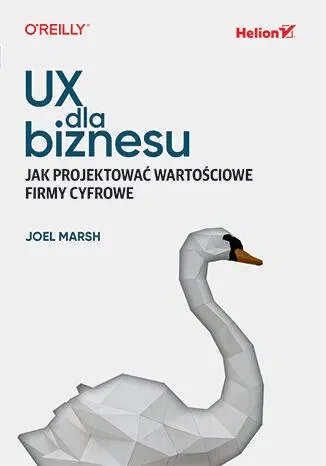 O'REILLY®
Helion
UX
dla
biznesu
JAK PROJEKTOWAĆ WARTOŚCIOWE
FIRMY CYFROWE
JOEL MARSH